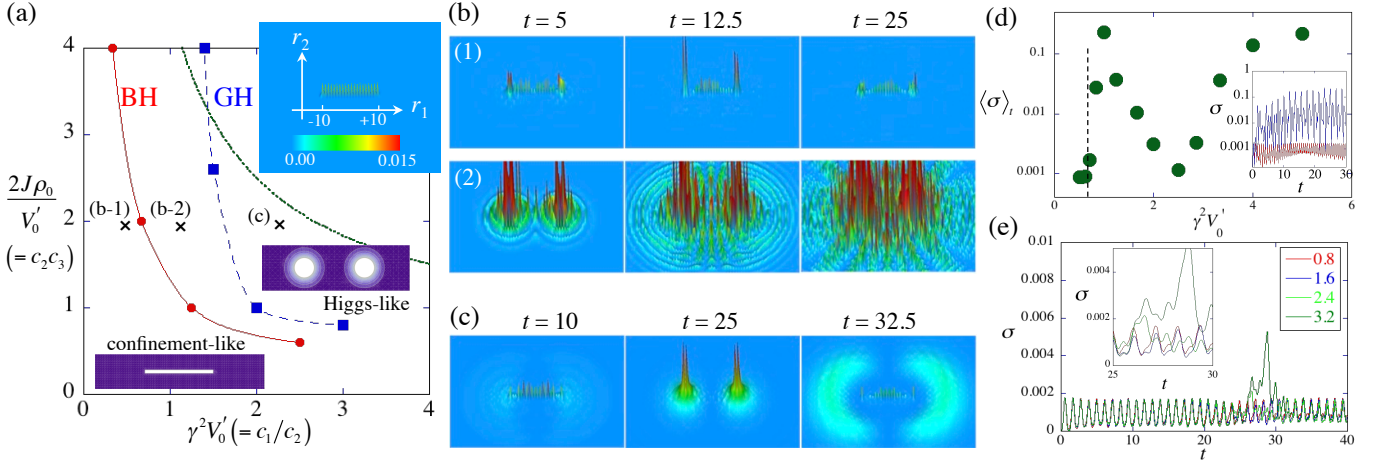 (a)
4
3
2
1
0
0 1 2 3 4
2Jρ₀
V₀′
(= c₂c₃)
γ²V₀′(= c₁/c₂)
BH
GH
r₂
r₁
-10 +10
0.00 0.015
(b-1) (b-2) (c)
Higgs-like
confinement-like
(b) t = 5 t = 12.5 t = 25
(1)
(2)
(c) t = 10 t = 25 t = 32.5
(d)
⟨σ⟩ₜ
0.1
0.01
0.001
0 2 4 6
γ²V₀′
σ
1
0.1
0.001
0 10 20 30
t
(e)
σ
0.01
0.008
0.006
0.004
0.002
0
0 10 20 30 40
t
σ
0.004
0.002
0
25 30
t
0.8
1.6
2.4
3.2